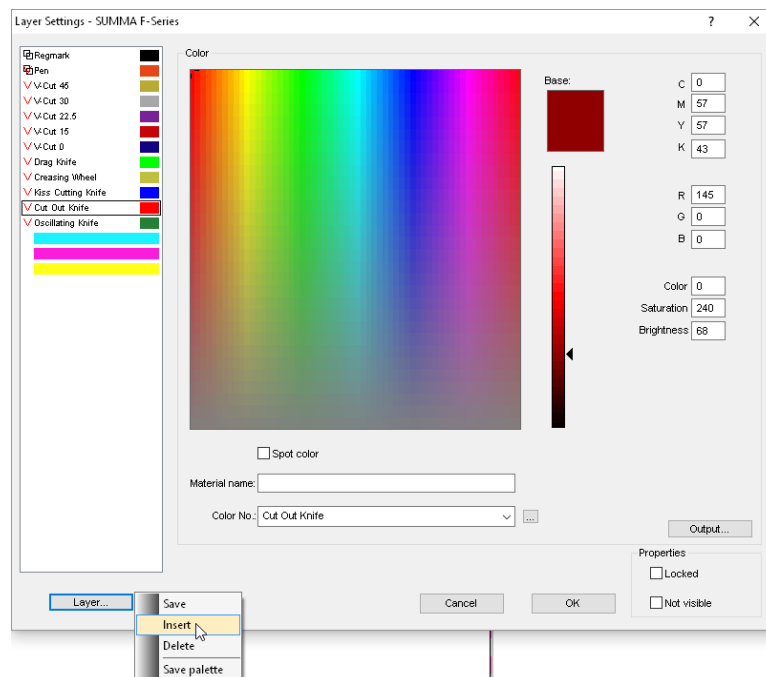 Layer Settings - SUMMA F-Series
?
Regmark
Pen
V-Cut 45
V-Cut 30
V-Cut 22.5
V-Cut 15
V-Cut 0
Drag Knife
Creasing Wheel
Kiss Cutting Knife
Cut Out Knife
Oscillating Knife
Color
Base:
C 0
M 57
Y 57
K 43
R 145
G 0
B 0
Color 0
Saturation 240
Brightness 68
Spot color
Material name:
Color No.: Cut Out Knife
...
Output...
Properties
Locked
Not visible
Layer...
Cancel
OK
Save
Insert
Delete
Save palette